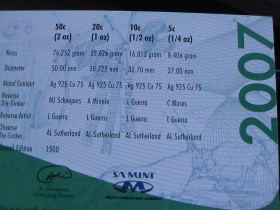 50c 20c 10c 5c
(2 oz) (1 oz) (1/2 oz) (1/4 oz)
Mass 76.252 gram 33.626 gram 16.813 gram 8.406 gram
Diameter 50.00 mm 38.725 mm 32.70 mm 27.00 mm
Metal Content Ag 925 Cu 75 Ag 925 Cu 75 Ag 925 Cu 75 Ag 925 Cu 75
Reverse
Die-Sinker MJ Scheepers A Minnie L Guerra C Moses
Reverse Artist L Guerra L Guerra L Guerra L Guerra
Obverse
Die-Sinker AL Sutherland AL Sutherland AL Sutherland AL Sutherland
Limited Edition 1500
2007
SA MINT